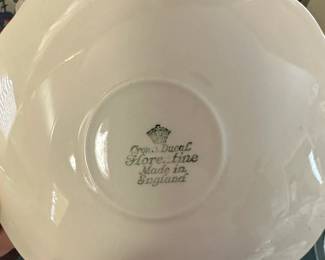 Crown Ducal
Florentine
Made in
England